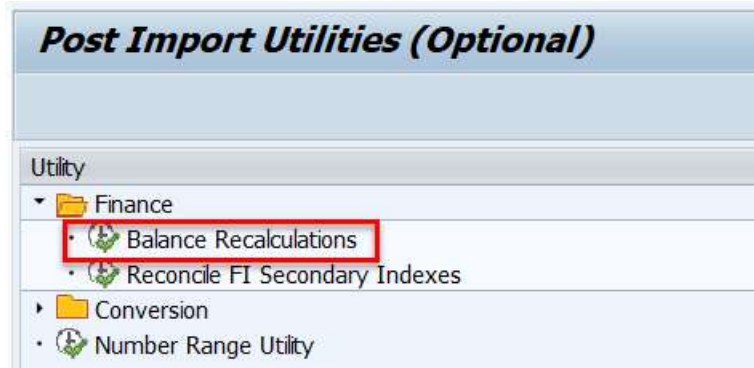 Post Import Utilities (Optional)
Utility
Finance
Balance Recalculations
Reconcile FI Secondary Indexes
Conversion
Number Range Utility